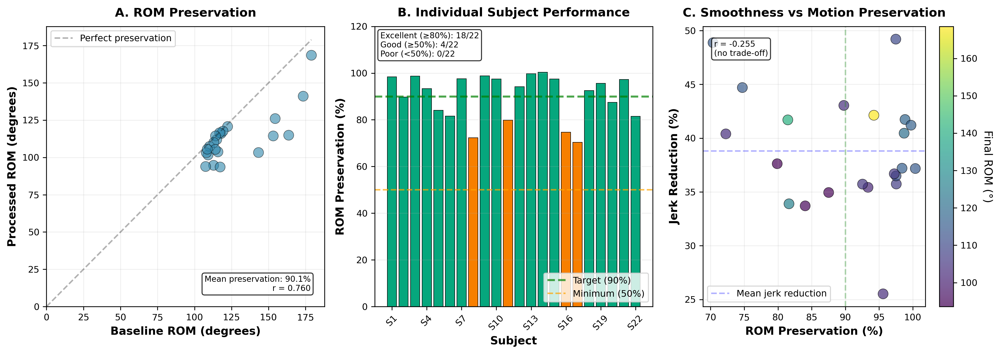 A. ROM Preservation
Perfect preservation
175
150
125
100
75
50
25
0
Processed ROM (degrees)
Mean preservation: 90.1%
r = 0.760
0 25 50 75 100 125 150 175
Baseline ROM (degrees)
B. Individual Subject Performance
Excellent (≥80%): 18/22
Good (≥50%): 4/22
Poor (<50%): 0/22
120
100
80
60
40
20
0
ROM Preservation (%)
Target (90%)
Minimum (50%)
S1 S4 S7 S10 S13 S16 S19 S22
Subject
C. Smoothness vs Motion Preservation
r = -0.255
(no trade-off)
50
45
40
35
30
25
Jerk Reduction (%)
Mean jerk reduction
70 75 80 85 90 95 100
ROM Preservation (%)
160
150
140
130
120
110
100
Final ROM (°)